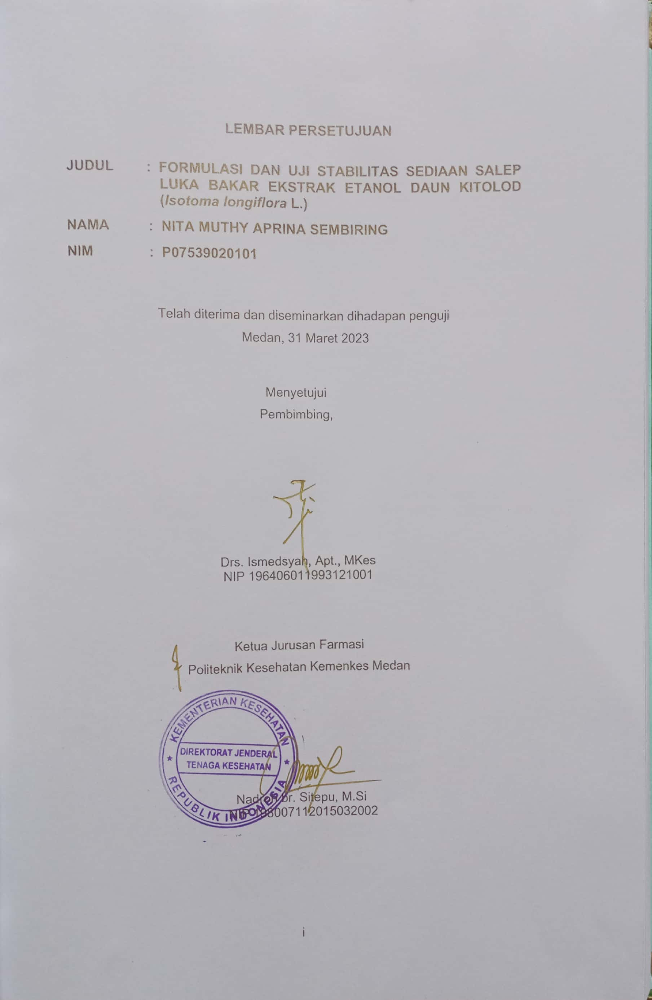 LEMBAR PERSETUJUAN
JUDUL : FORMULASI DAN UJI STABILITAS SEDIAAN SALEP
LUKA BAKAR EKSTRAK ETANOL DAUN KITOLOD
(Isotoma longiflora L.)
NAMA : NITA MUTHY APRINA SEMBIRING
NIM : P07539020101
Telah diterima dan diseminarkan dihadapan penguji
Medan, 31 Maret 2023
Menyetujui
Pembimbing,
Drs. Ismedsyah, Apt., MKes
NIP 196406011993121001
Ketua Jurusan Farmasi
Politeknik Kesehatan Kemenkes Medan
KEMENTERIAN KESEHATAN
DIREKTORAT JENDERAL
TENAGA KESEHATAN
REPUBLIK INDONESIA
br. Sitepu, M.Si
NIP 198007112015032002
i